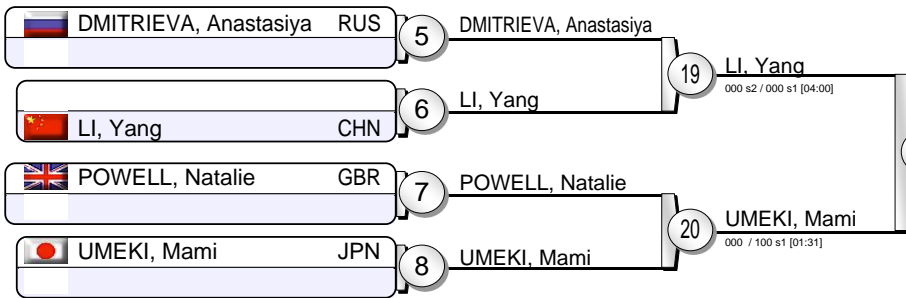 DMITRIEVA, Anastasiya RUS
5
DMITRIEVA, Anastasiya
19
LI, Yang
000 s2 / 000 s1 [04:00]
6
LI, Yang
LI, Yang CHN
POWELL, Natalie GBR
7
POWELL, Natalie
20
UMEKI, Mami
000 / 100 s1 [01:31]
UMEKI, Mami JPN
8
UMEKI, Mami